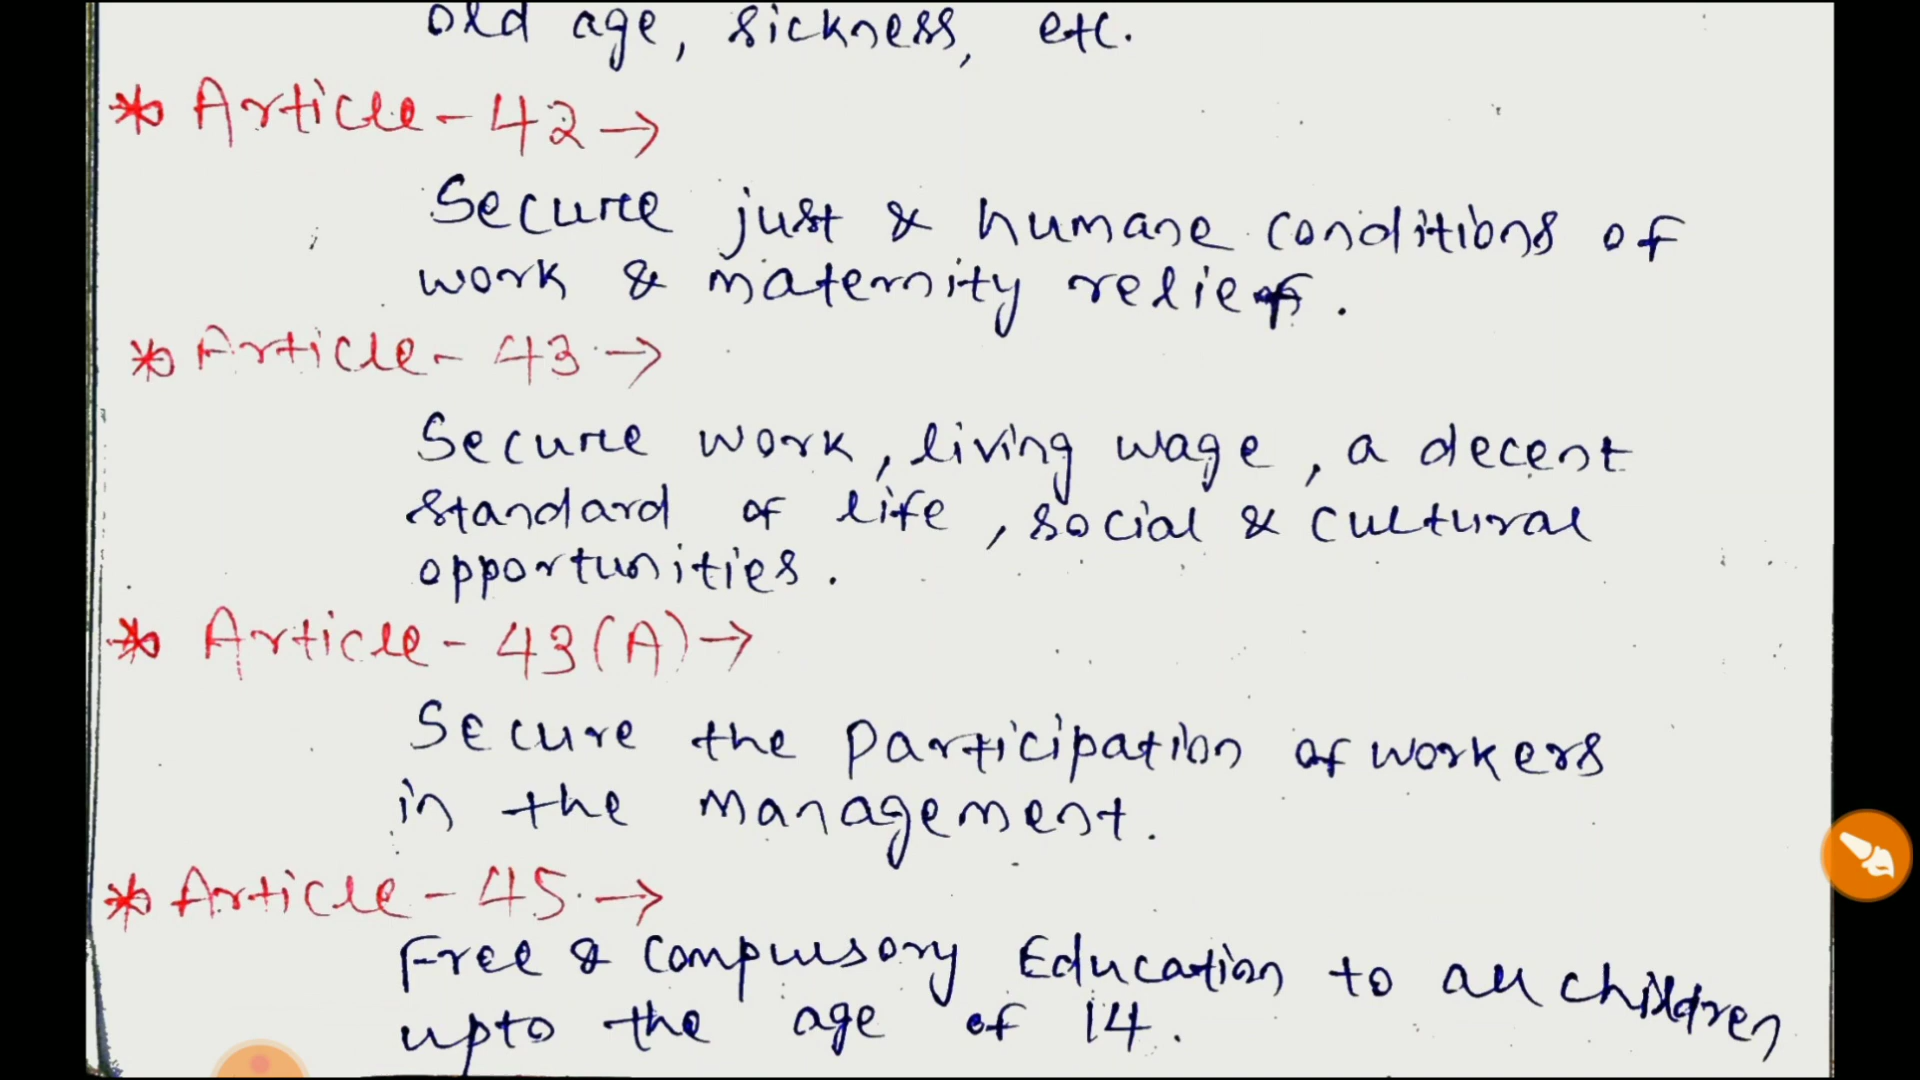 old age, sickness, etc.
* Article - 42 →
Secure just & humane conditions of
work & maternity relief.
* Article - 43 →
Secure work, living wage, a decent
standard of life, social & cultural
opportunities.
* Article - 43(A) →
Secure the participation of workers
in the management.
* Article - 45 →
Free & compulsory Education to all children
upto the age of 14.